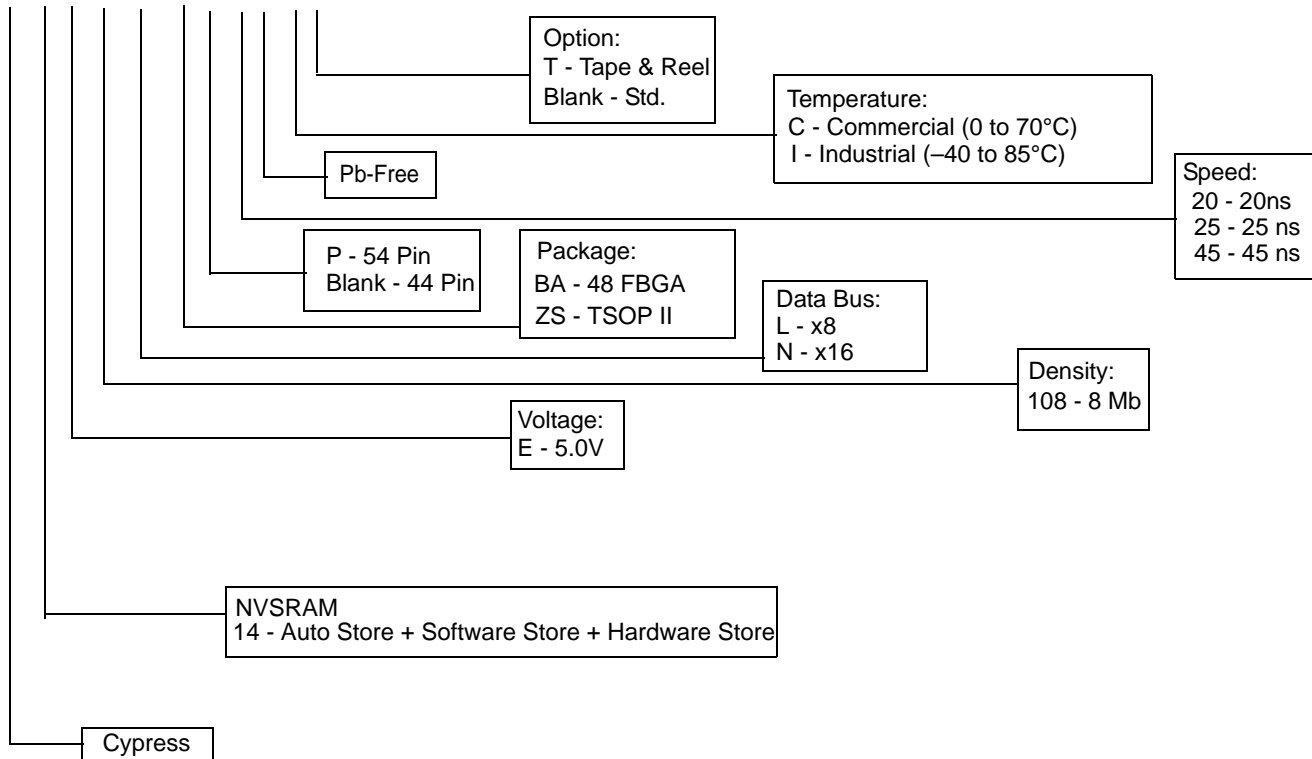 Option:
T - Tape & Reel
Blank - Std.
Temperature:
C - Commercial (0 to 70°C)
I - Industrial (–40 to 85°C)
Pb-Free
Speed:
20 - 20ns
25 - 25 ns
45 - 45 ns
P - 54 Pin
Blank - 44 Pin
Package:
BA - 48 FBGA
ZS - TSOP II
Data Bus:
L - x8
N - x16
Density:
108 - 8 Mb
Voltage:
E - 5.0V
NVSRAM
14 - Auto Store + Software Store + Hardware Store
Cypress